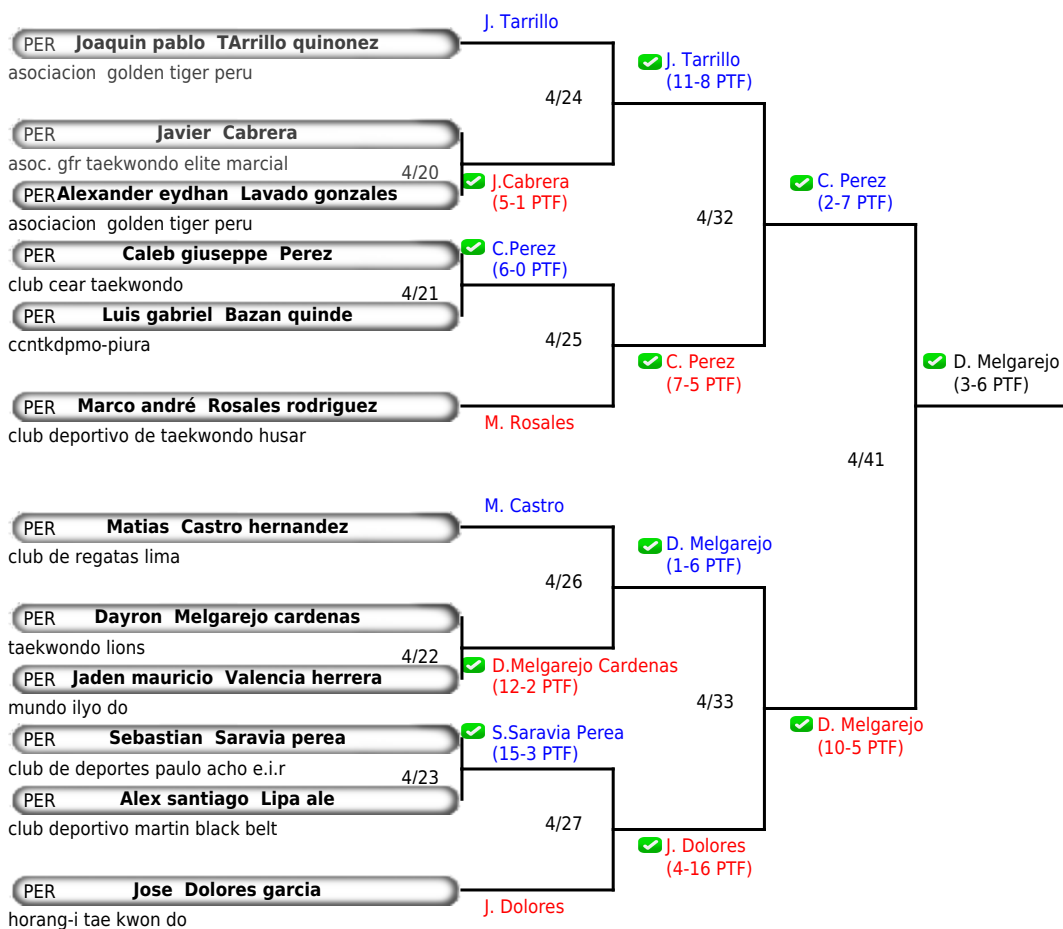 J. Tarrillo
PER Joaquin pablo TArrillo quinonez
asociacion golden tiger peru
J. Tarrillo
(11-8 PTF)
4/24
PER Javier Cabrera
asoc. gfr taekwondo elite marcial
4/20
J.Cabrera
(5-1 PTF)
PER Alexander eydhan Lavado gonzales
asociacion golden tiger peru
C. Perez
(2-7 PTF)
4/32
PER Caleb giuseppe Perez
club cear taekwondo
C.Perez
(6-0 PTF)
4/21
PER Luis gabriel Bazan quinde
ccntkdpmo-piura
4/25
C. Perez
(7-5 PTF)
D. Melgarejo
(3-6 PTF)
PER Marco andré Rosales rodriguez
club deportivo de taekwondo husar
M. Rosales
4/41
M. Castro
PER Matias Castro hernandez
club de regatas lima
D. Melgarejo
(1-6 PTF)
4/26
PER Dayron Melgarejo cardenas
taekwondo lions
4/22
D.Melgarejo Cardenas
(12-2 PTF)
PER Jaden mauricio Valencia herrera
mundo ilyo do
4/33
D. Melgarejo
(10-5 PTF)
PER Sebastian Saravia perea
club de deportes paulo acho e.i.r
S.Saravia Perea
(15-3 PTF)
4/23
PER Alex santiago Lipa ale
club deportivo martin black belt
4/27
J. Dolores
(4-16 PTF)
PER Jose Dolores garcia
horang-i tae kwon do
J. Dolores